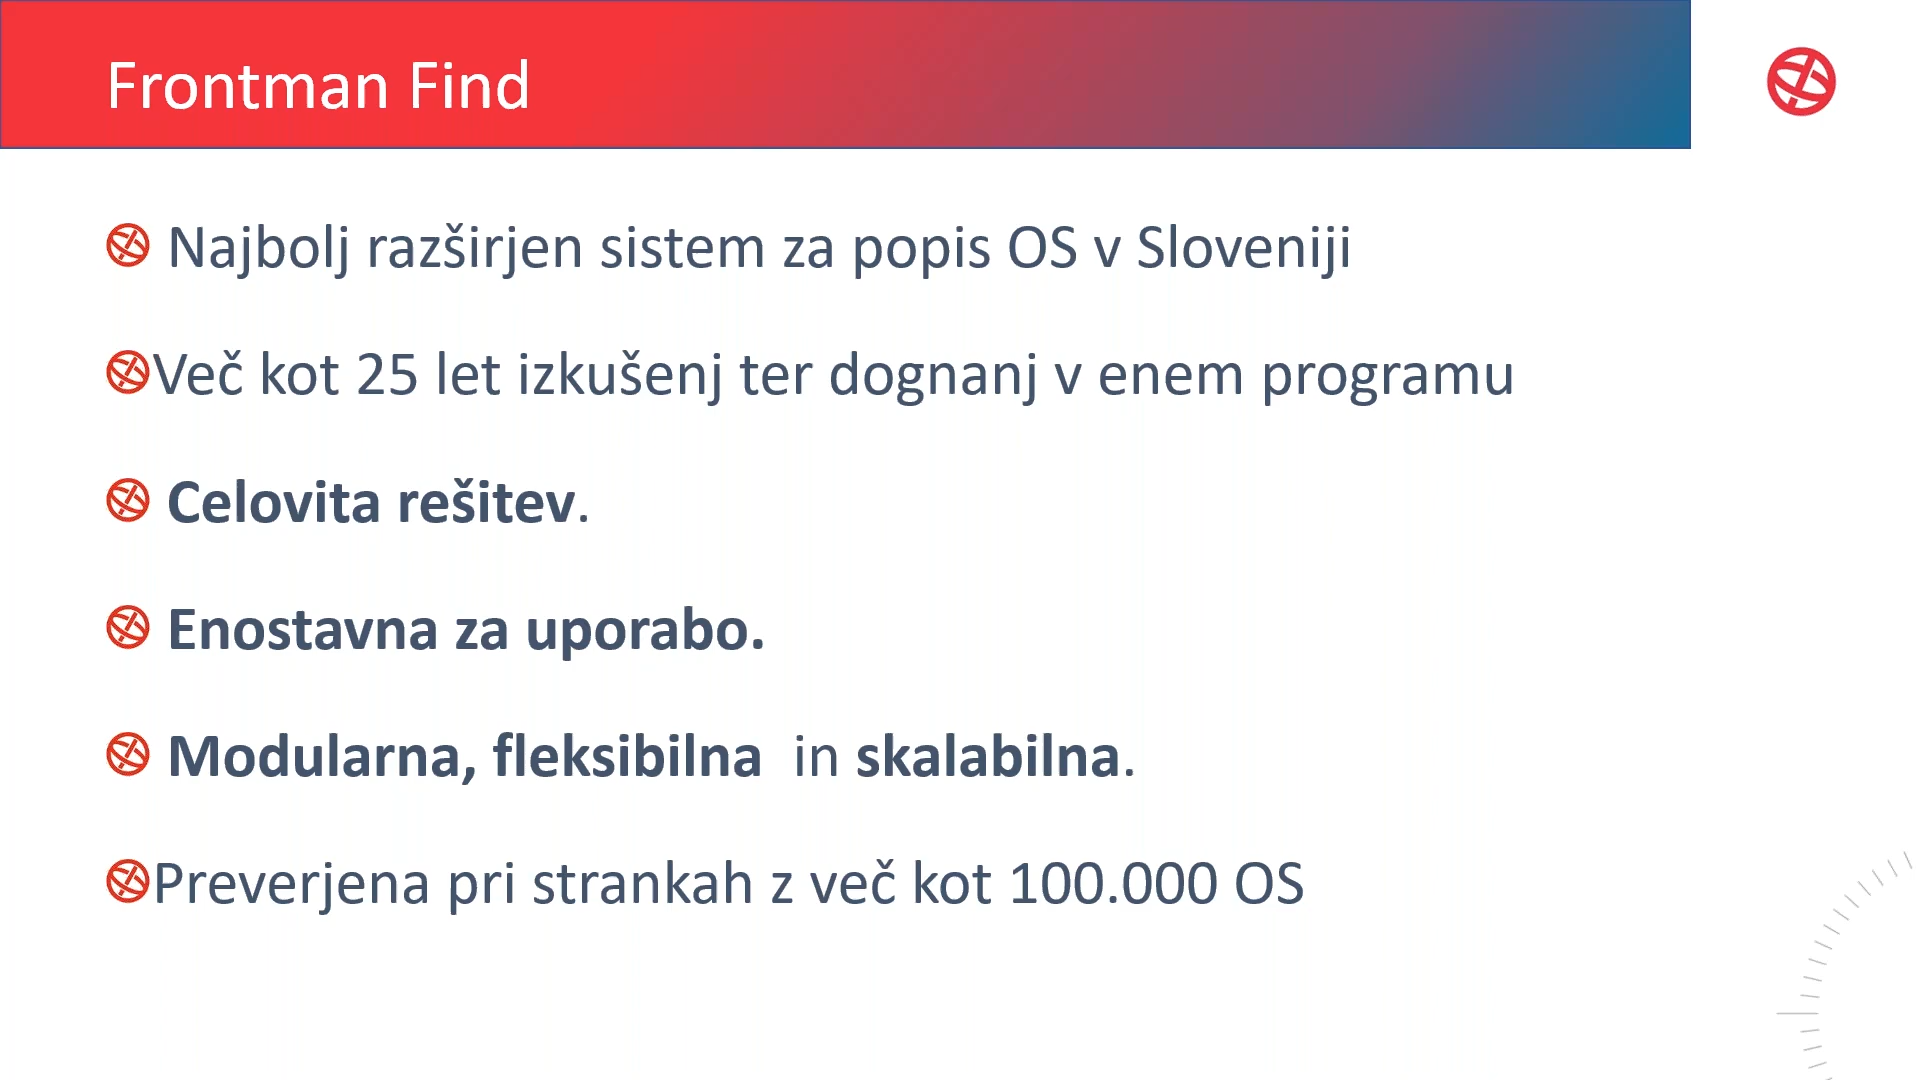 Frontman Find
Najbolj razširjen sistem za popis OS v Sloveniji
Več kot 25 let izkušenj ter dognanj v enem programu
Celovita rešitev.
Enostavna za uporabo.
Modularna, fleksibilna  in skalabilna.
Preverjena pri strankah z več kot 100.000 OS